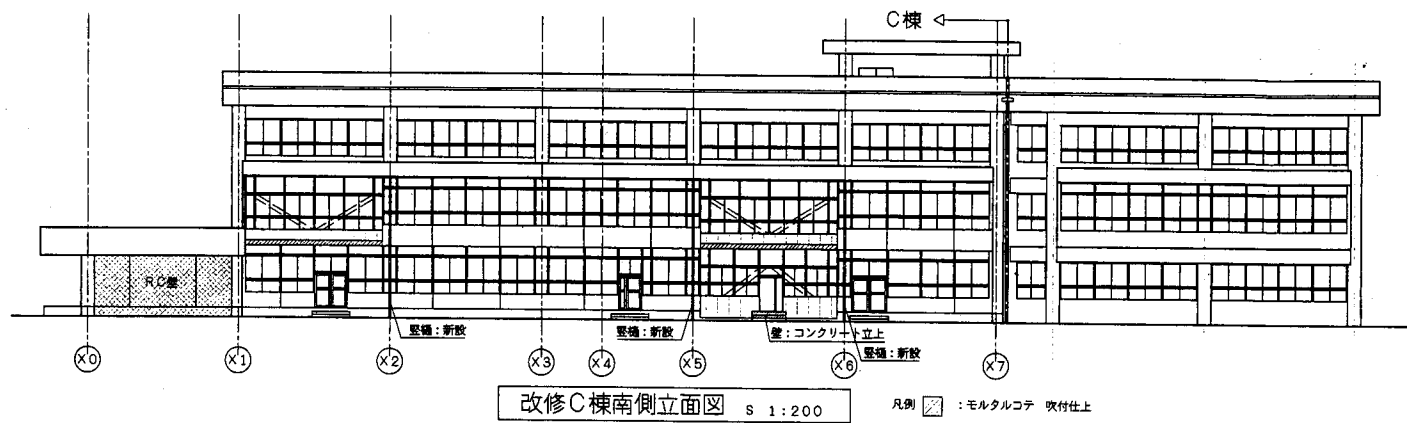 C棟
RC壁
竪樋:新設
竪樋:新設
壁:コンクリート立上
竪樋:新設
X0
X1
X2
X3
X4
X5
X6
X7
改修C棟南側立面図 S 1:200
凡例 :モルタルコテ 吹付仕上